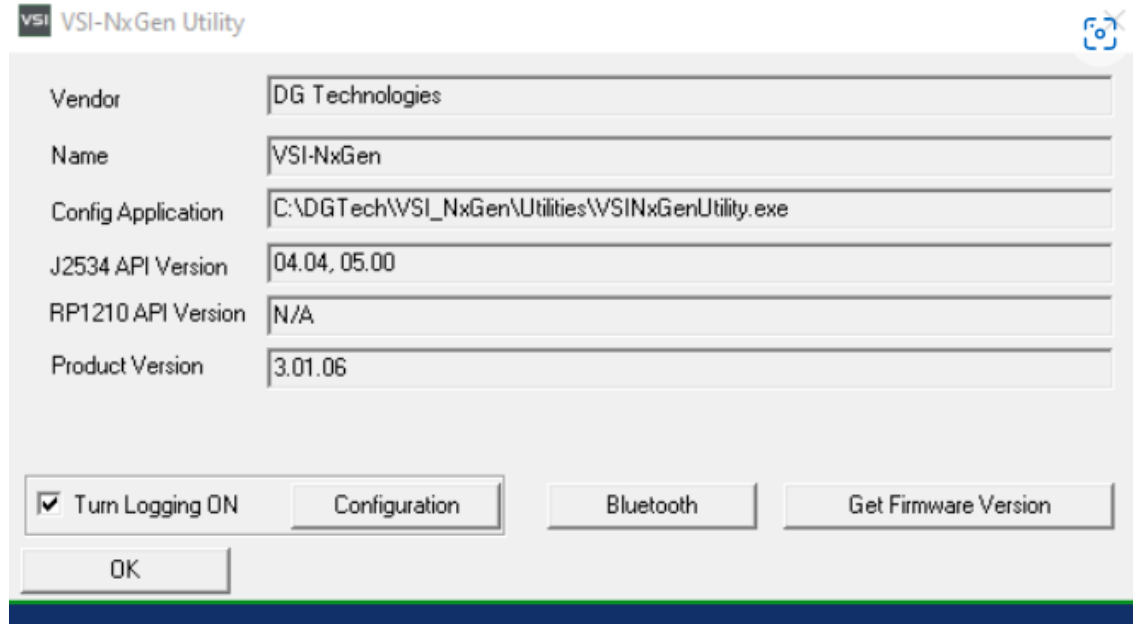 VSI VSI-NxGen Utility
Vendor DG Technologies
Name VSI-NxGen
Config Application C:\DGTech\VSI_NxGen\Utilities\VSINxGenUtility.exe
J2534 API Version 04.04, 05.00
RP1210 API Version N/A
Product Version 3.01.06
Turn Logging ON Configuration Bluetooth Get Firmware Version
OK